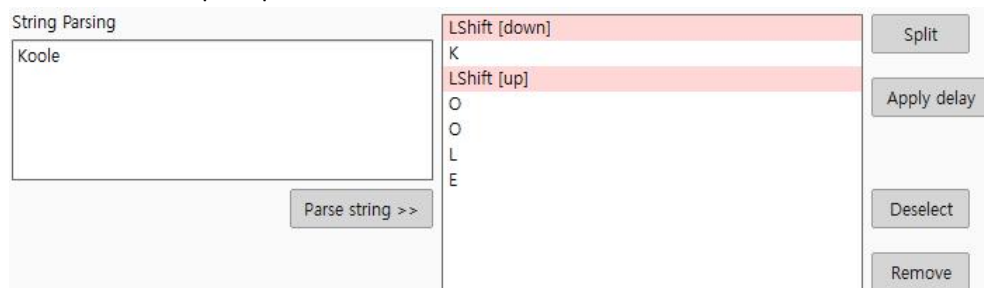 String Parsing
Koole
Parse string >>
LShift [down]
K
LShift [up]
O
O
L
E
Split
Apply delay
Deselect
Remove